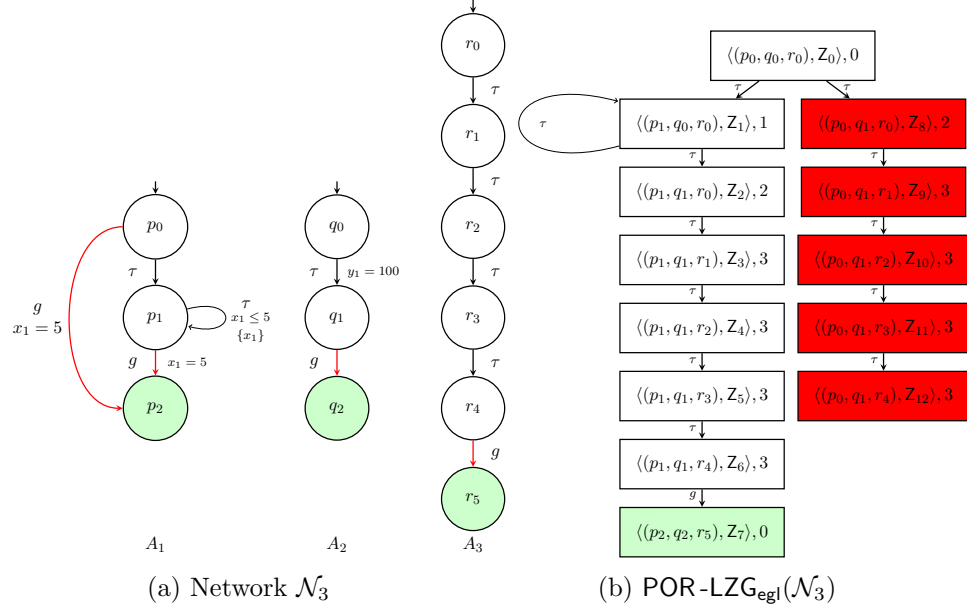 p₀
τ
g
x₁ = 5
p₁
τ
x₁ ≤ 5
{x₁}
g
x₁ = 5
p₂
A₁
q₀
τ
y₁ = 100
q₁
g
q₂
A₂
r₀
τ
r₁
τ
r₂
τ
r₃
τ
r₄
g
r₅
A₃
(a) Network 𝒩₃
⟨(p₀, q₀, r₀), Z₀⟩, 0
τ
τ
τ
⟨(p₁, q₀, r₀), Z₁⟩, 1
τ
⟨(p₁, q₁, r₀), Z₂⟩, 2
τ
⟨(p₁, q₁, r₁), Z₃⟩, 3
τ
⟨(p₁, q₁, r₂), Z₄⟩, 3
τ
⟨(p₁, q₁, r₃), Z₅⟩, 3
τ
⟨(p₁, q₁, r₄), Z₆⟩, 3
g
⟨(p₂, q₂, r₅), Z₇⟩, 0
⟨(p₀, q₁, r₀), Z₈⟩, 2
τ
⟨(p₀, q₁, r₁), Z₉⟩, 3
τ
⟨(p₀, q₁, r₂), Z₁₀⟩, 3
τ
⟨(p₀, q₁, r₃), Z₁₁⟩, 3
τ
⟨(p₀, q₁, r₄), Z₁₂⟩, 3
(b) POR-LZG_egl(𝒩₃)